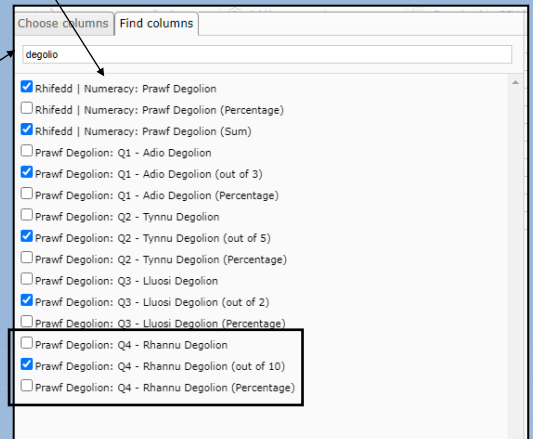 Choose columns Find columns
degolio
Rhifedd | Numeracy: Prawf Degolion
Rhifedd | Numeracy: Prawf Degolion (Percentage)
Rhifedd | Numeracy: Prawf Degolion (Sum)
Prawf Degolion: Q1 - Adio Degolion
Prawf Degolion: Q1 - Adio Degolion (out of 3)
Prawf Degolion: Q1 - Adio Degolion (Percentage)
Prawf Degolion: Q2 - Tynnu Degolion
Prawf Degolion: Q2 - Tynnu Degolion (out of 5)
Prawf Degolion: Q2 - Tynnu Degolion (Percentage)
Prawf Degolion: Q3 - Lluosi Degolion
Prawf Degolion: Q3 - Lluosi Degolion (out of 2)
Prawf Degolion: Q3 - Lluosi Degolion (Percentage)
Prawf Degolion: Q4 - Rhannu Degolion
Prawf Degolion: Q4 - Rhannu Degolion (out of 10)
Prawf Degolion: Q4 - Rhannu Degolion (Percentage)